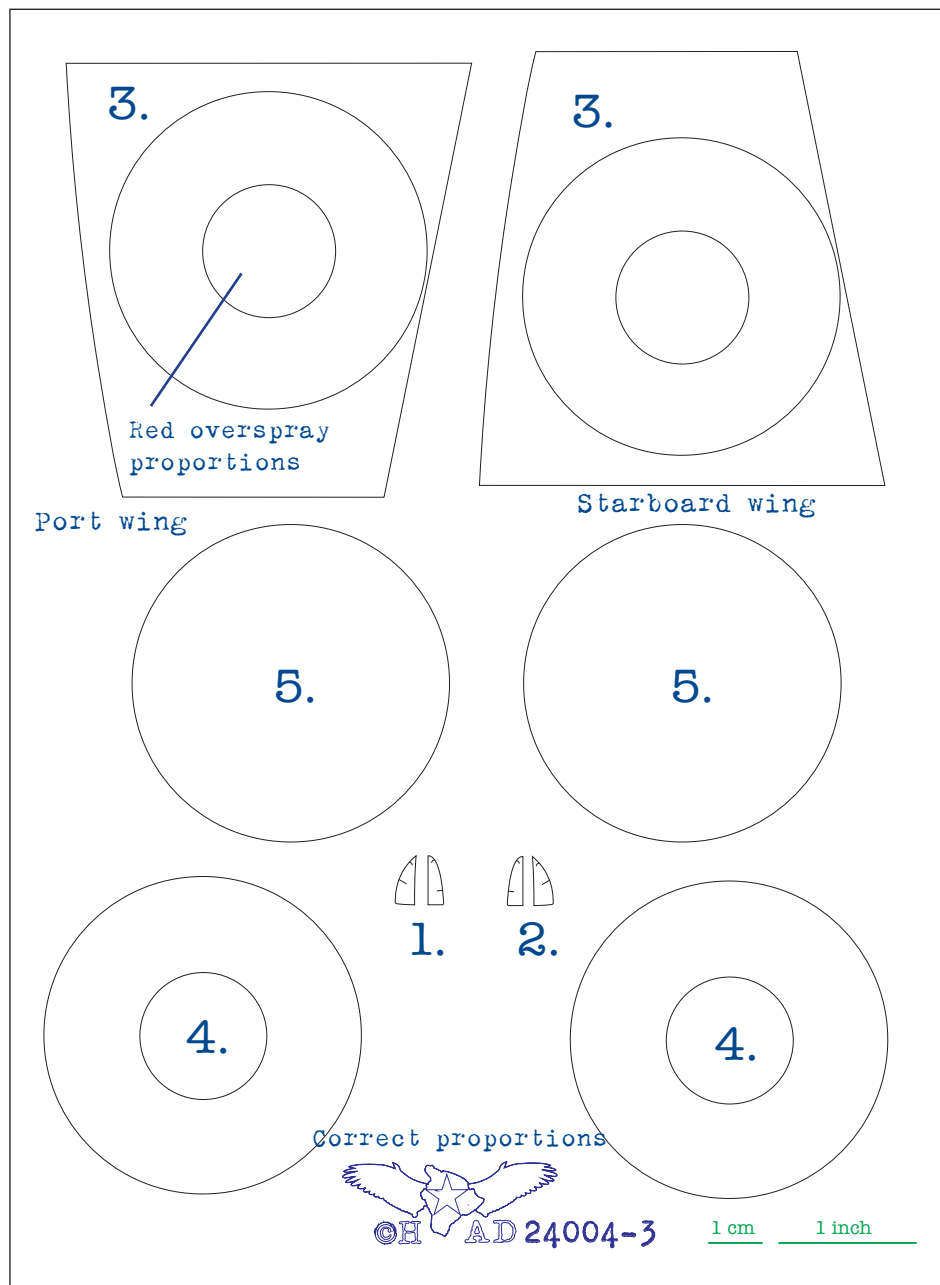 3.
3.
Red overspray
proportions
Port wing
Starboard wing
5.
5.
1.
2.
4.
4.
Correct proportions
©H AD 24004-3
1 cm
1 inch